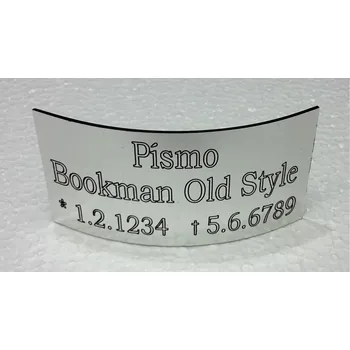 Písmo
Bookman Old Style
* 1.2.1234 †5.6.6789